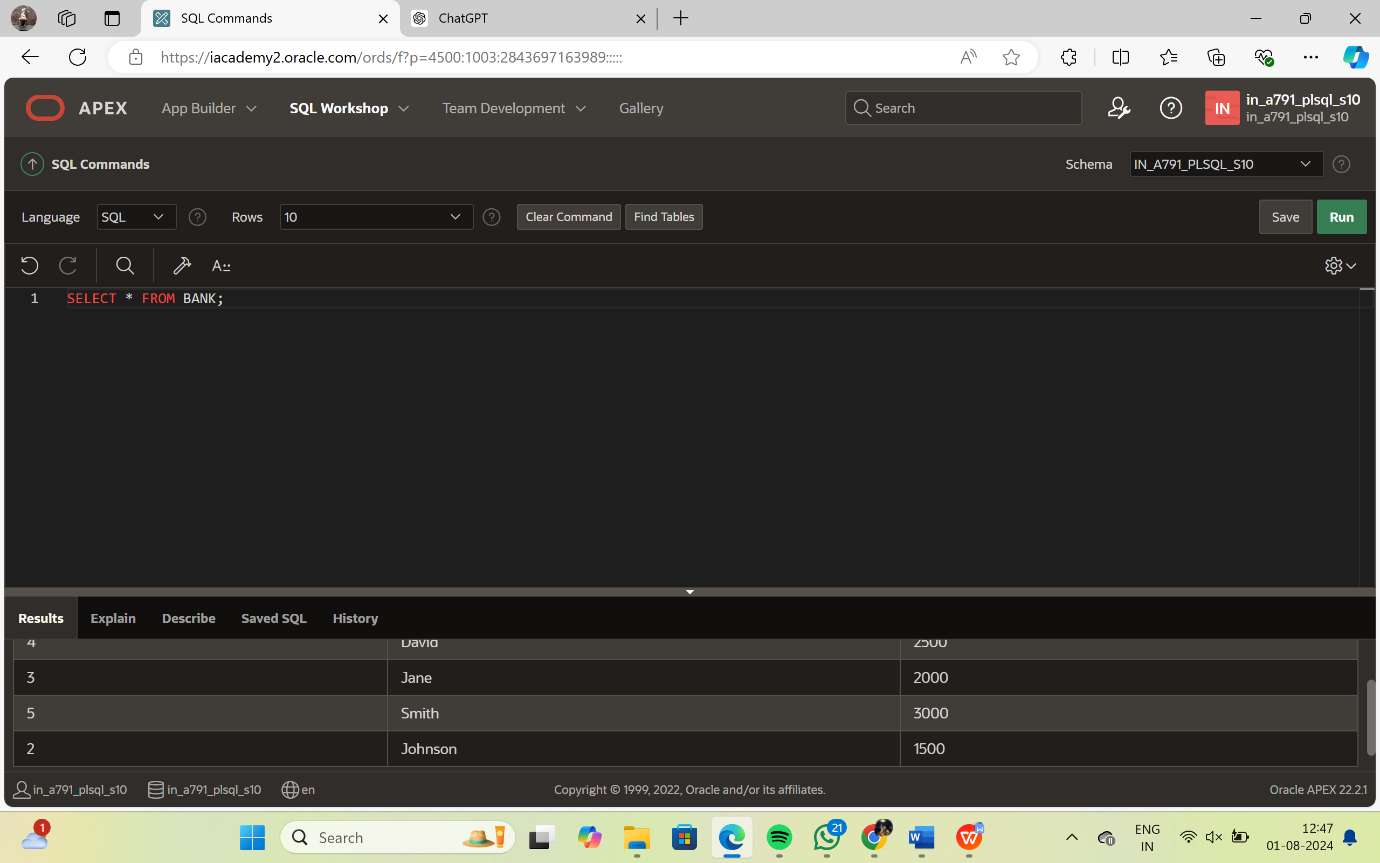 SQL Commands
ChatGPT
https://iacademy2.oracle.com/ords/f?p=4500:1003:2843697163989:::::
APEX App Builder SQL Workshop Team Development Gallery Search IN in_a791_plsql_s10
in_a791_plsql_s10
SQL Commands Schema IN_A791_PLSQL_S10
Language SQL Rows 10 Clear Command Find Tables Save Run
A
1 SELECT * FROM BANK;
Results Explain Describe Saved SQL History
4 David 2500
3 Jane 2000
5 Smith 3000
2 Johnson 1500
in_a791_plsql_s10 in_a791_plsql_s10 en Copyright © 1999, 2022, Oracle and/or its affiliates. Oracle APEX 22.2.1
1 Search 21 W W ENG 12:47
IN 01-08-2024